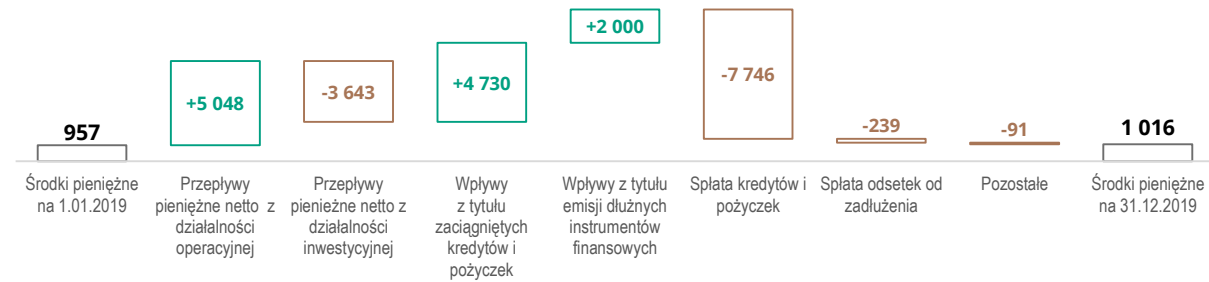 957
+5 048
-3 643
+4 730
+2 000
-7 746
-239
-91
1 016
Środki pieniężne
na 1.01.2019
Przepływy
pieniężne netto z
działalności
operacyjnej
Przepływy
pienieżne netto z
działalności
inwestycyjnej
Wpływy
z tytułu
zaciągniętych
kredytów i
pożyczek
Wpływy z tytułu
emisji dłużnych
instrumentów
finansowych
Spłata kredytów i
pożyczek
Spłata odsetek od
zadłużenia
Pozostałe
Środki pieniężne
na 31.12.2019